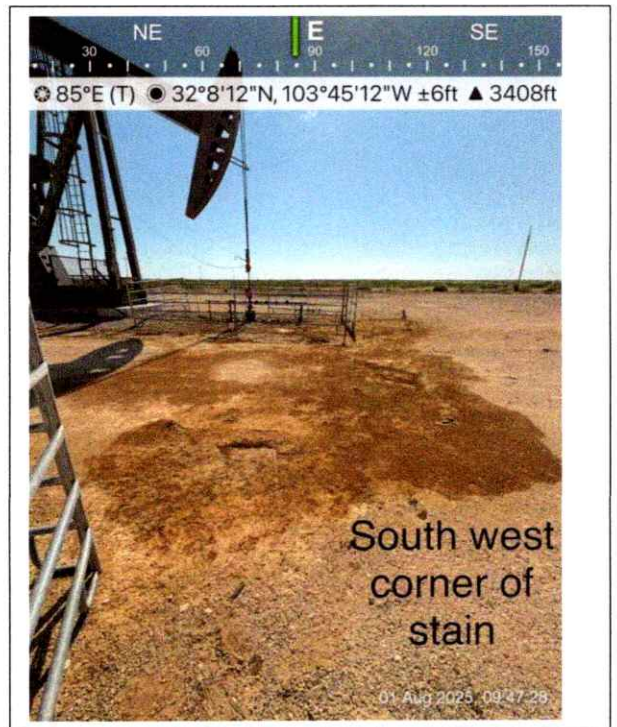 NE E SE
30 60 90 120 150
85°E (T) 32°8'12"N, 103°45'12"W ±6ft ▲ 3408ft
South west
corner of
stain
01 Aug 2025, 09:47:28